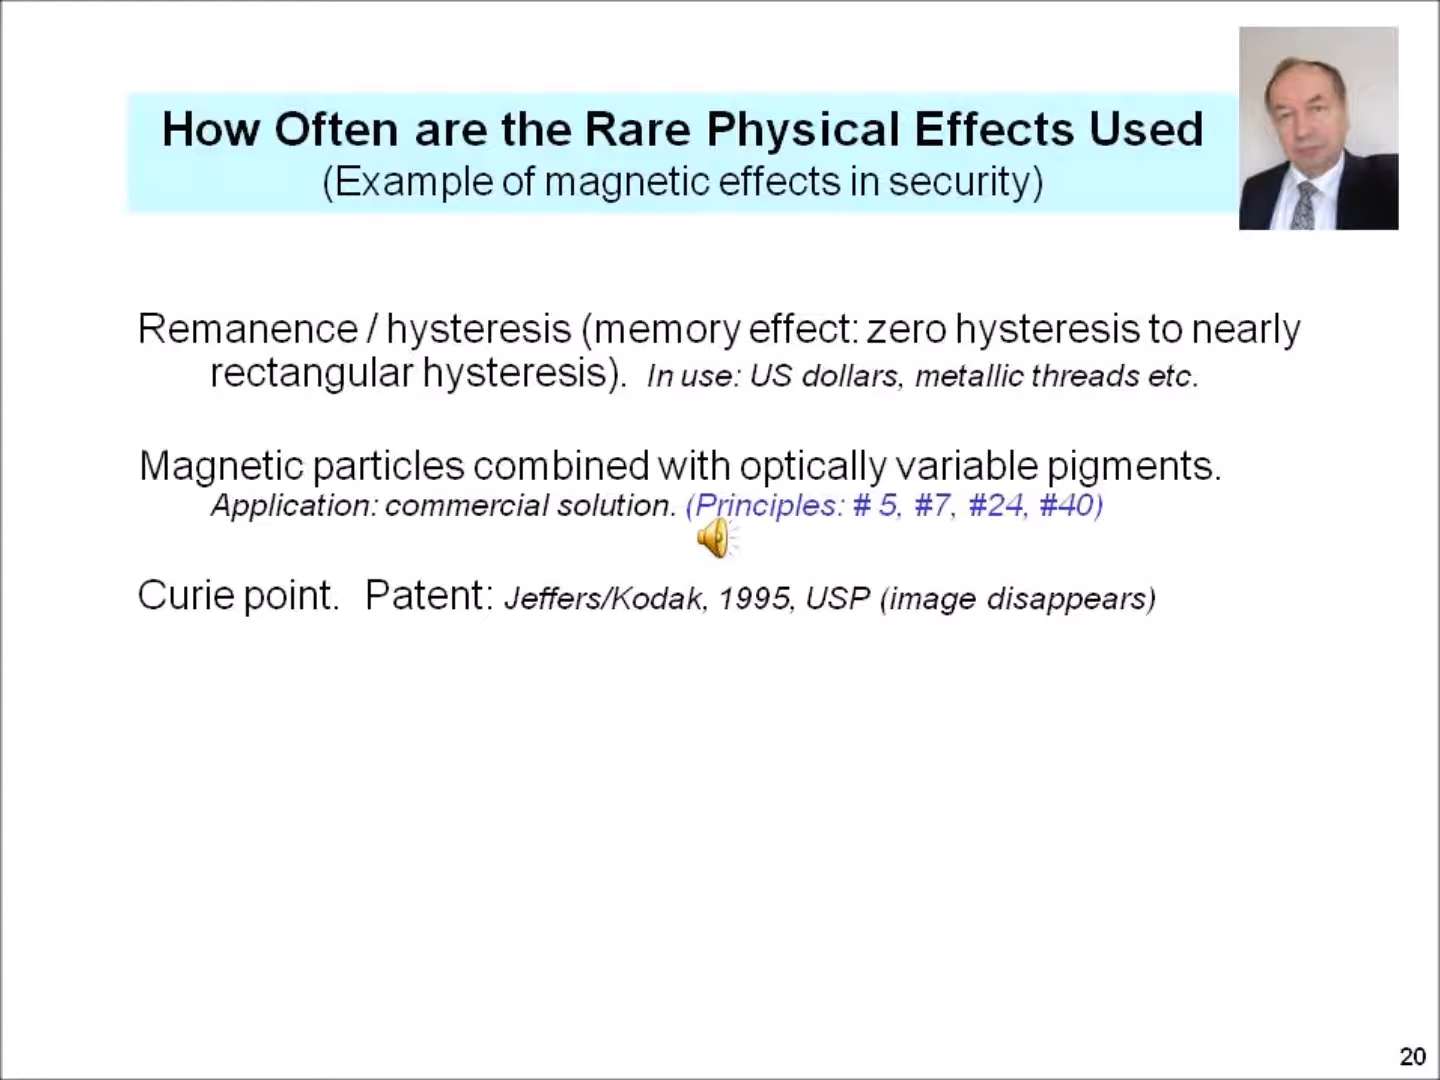 How Often are the Rare Physical Effects Used
(Example of magnetic effects in security)
Remanence / hysteresis (memory effect: zero hysteresis to nearly
rectangular hysteresis). In use: US dollars, metallic threads etc.
Magnetic particles combined with optically variable pigments.
Application: commercial solution. (Principles: # 5, #7, #24, #40)
Curie point. Patent: Jeffers/Kodak, 1995, USP (image disappears)
20